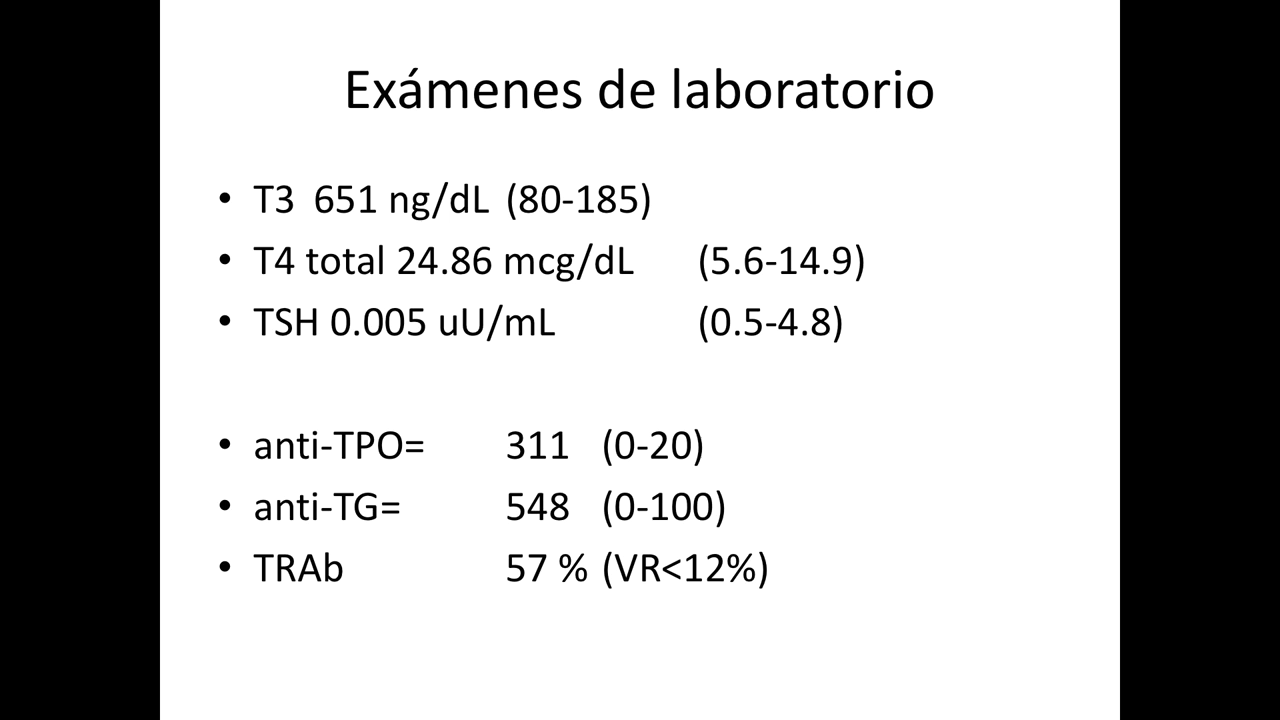 Exámenes de laboratorio
• T3 651 ng/dL (80-185)
• T4 total 24.86 mcg/dL (5.6-14.9)
• TSH 0.005 uU/mL (0.5-4.8)
• anti-TPO= 311 (0-20)
• anti-TG= 548 (0-100)
• TRAb 57 % (VR<12%)